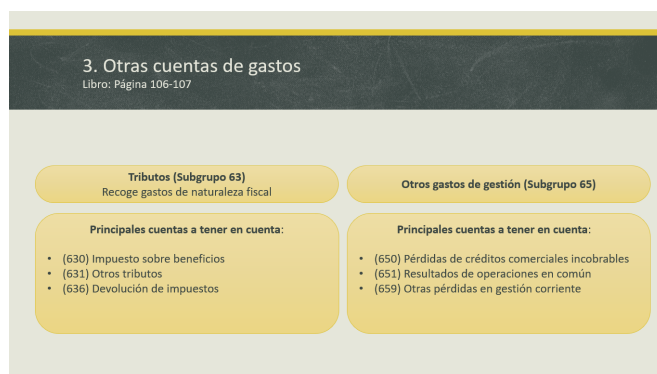 3. Otras cuentas de gastos
Libro: Página 106-107
Tributos (Subgrupo 63)
Recoge gastos de naturaleza fiscal
Principales cuentas a tener en cuenta:
• (630) Impuesto sobre beneficios
• (631) Otros tributos
• (636) Devolución de impuestos
Otros gastos de gestión (Subgrupo 65)
Principales cuentas a tener en cuenta:
• (650) Pérdidas de créditos comerciales incobrables
• (651) Resultados de operaciones en común
• (659) Otras pérdidas en gestión corriente